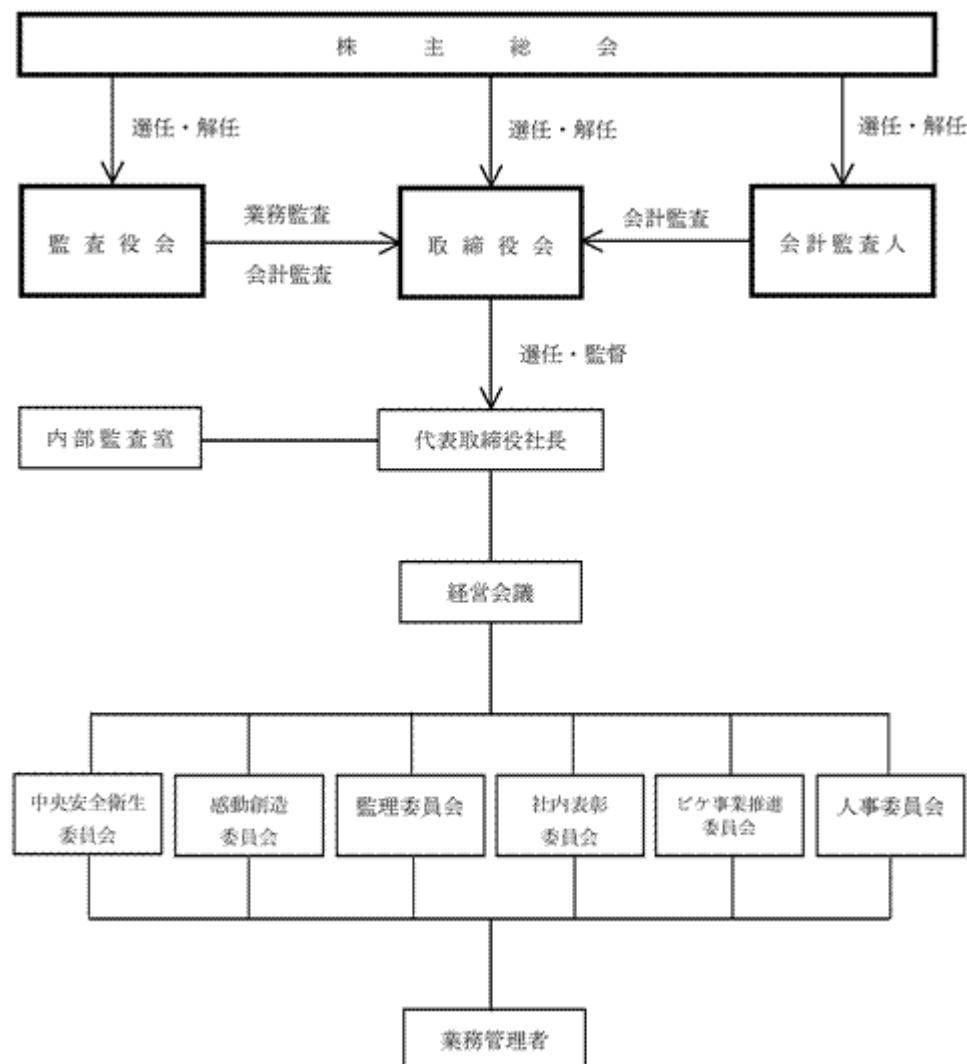 株主総会
選任・解任
選任・解任
選任・解任
監査役会
業務監査
会計監査
取締役会
会計監査
会計監査人
選任・監督
内部監査室
代表取締役社長
経営会議
中央安全衛生
委員会
感動創造
委員会
監理委員会
社内表彰
委員会
ビケ事業推進
委員会
人事委員会
業務管理者